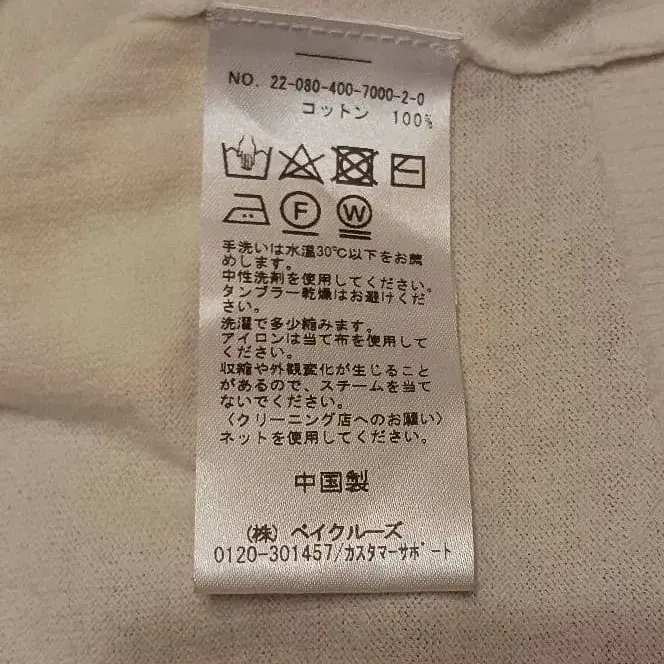 NO. 22-080-400-7000-2-0
コットン 100%
F W
手洗いは水温30℃以下をお薦
めします。
中性洗剤を使用してください。
タンブラー乾燥はお避けくだ
さい。
洗濯で多少縮みます。
アイロンは当て布を使用して
ください。
収縮や外観変化が生じること
があるので、スチームを当て
ないでください。
〈クリーニング店へのお願い〉
ネットを使用してください。
中国製
(株) ベイクルーズ
0120-301457/カスタマーサポート